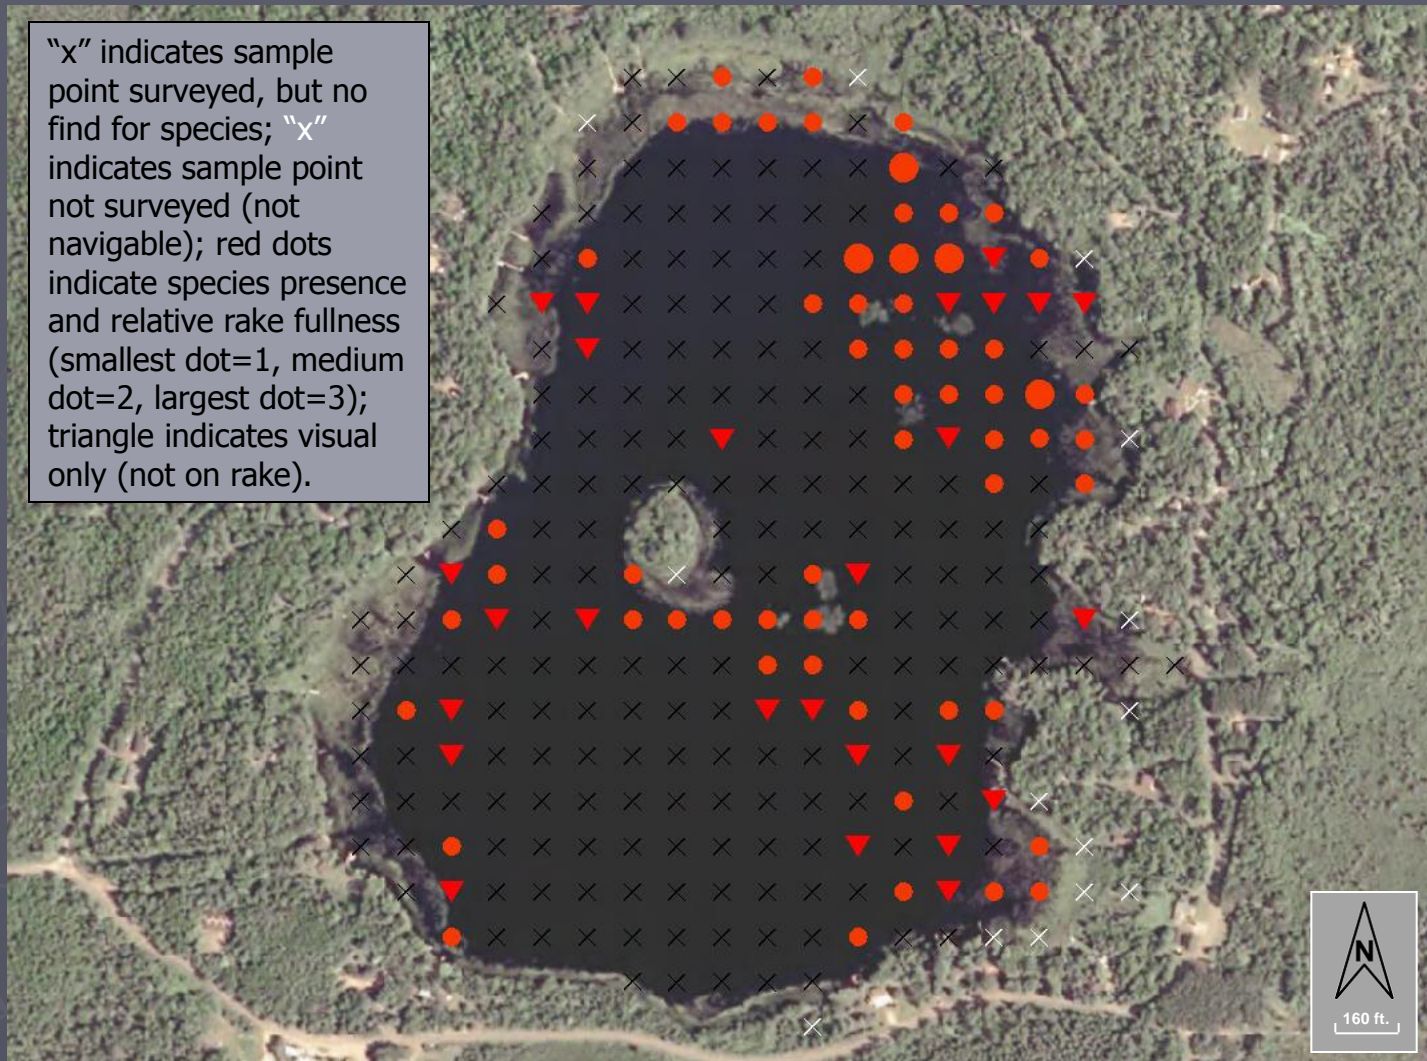 “x” indicates sample
point surveyed, but no
find for species; “x”
indicates sample point
not surveyed (not
navigable); red dots
indicate species presence
and relative rake fullness
(smallest dot=1, medium
dot=2, largest dot=3);
triangle indicates visual
only (not on rake).
N
160 ft.